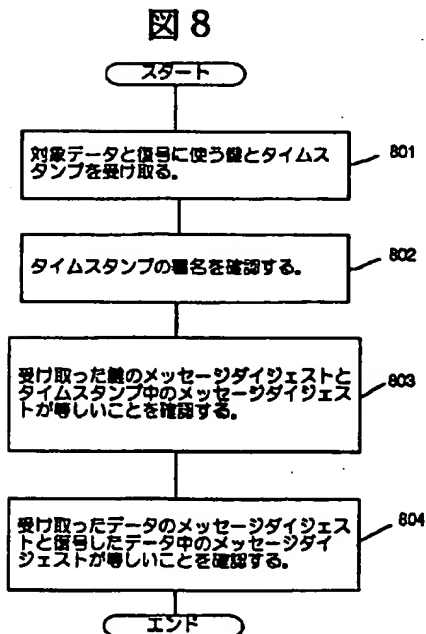 図 8
スタート
対象データと復号に使う鍵とタイムス
タンプを受け取る。
801
タイムスタンプの署名を確認する。
802
受け取った鍵のメッセージダイジェストと
タイムスタンプ中のメッセージダイジェス
トが等しいことを確認する。
803
受け取ったデータのメッセージダイジェス
トと復号したデータ中のメッセージダイ
ジェストが等しいことを確認する。
804
エンド